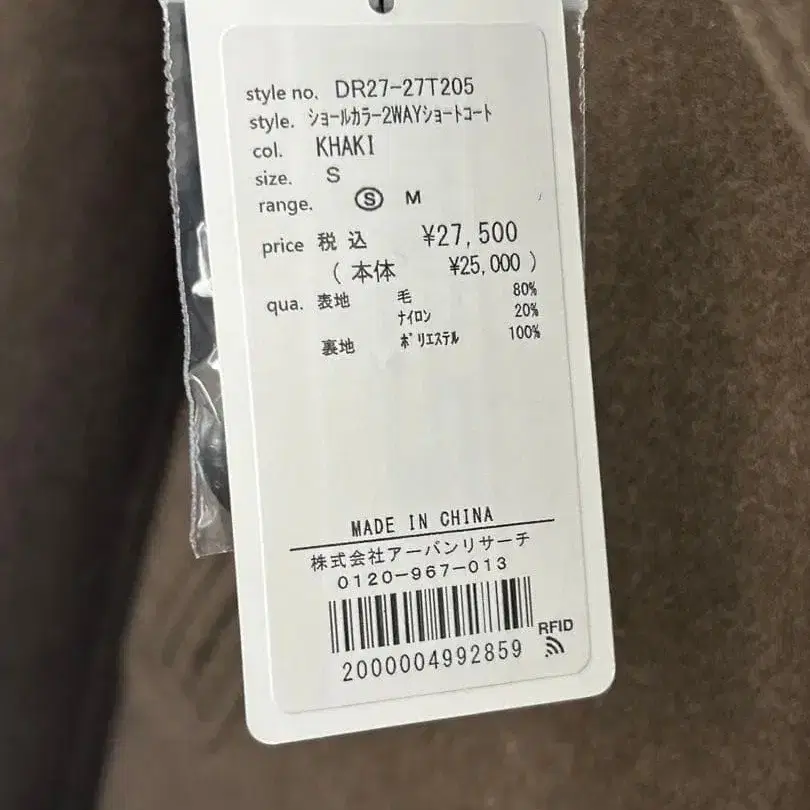 style no. DR27-27T205
style. ショールカラー2WAYショートコート
col. KHAKI
size. S
range. Ⓢ M
price 税込 ¥27,500
(本体 ¥25,000)
qua. 表地 毛 80%
ナイロン 20%
裏地 ポリエステル 100%
MADE IN CHINA
株式会社アーバンリサーチ
0120-967-013
RFID
2000004992859